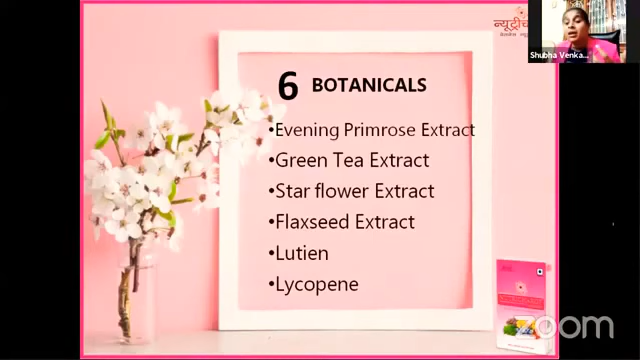 न्यूट्रीच
Shubha Venka...
6 BOTANICALS
•Evening Primrose Extract
•Green Tea Extract
•Star flower Extract
•Flaxseed Extract
•Lutien
•Lycopene
zoom